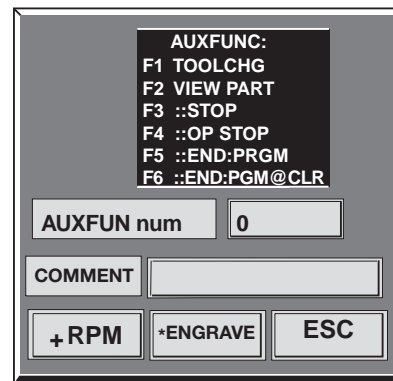 AUXFUNC:
F1 TOOLCHG
F2 VIEW PART
F3 ::STOP
F4 ::OP STOP
F5 ::END:PRGM
F6 ::END:PGM@CLR
AUXFUN num 0
COMMENT
+RPM *ENGRAVE ESC